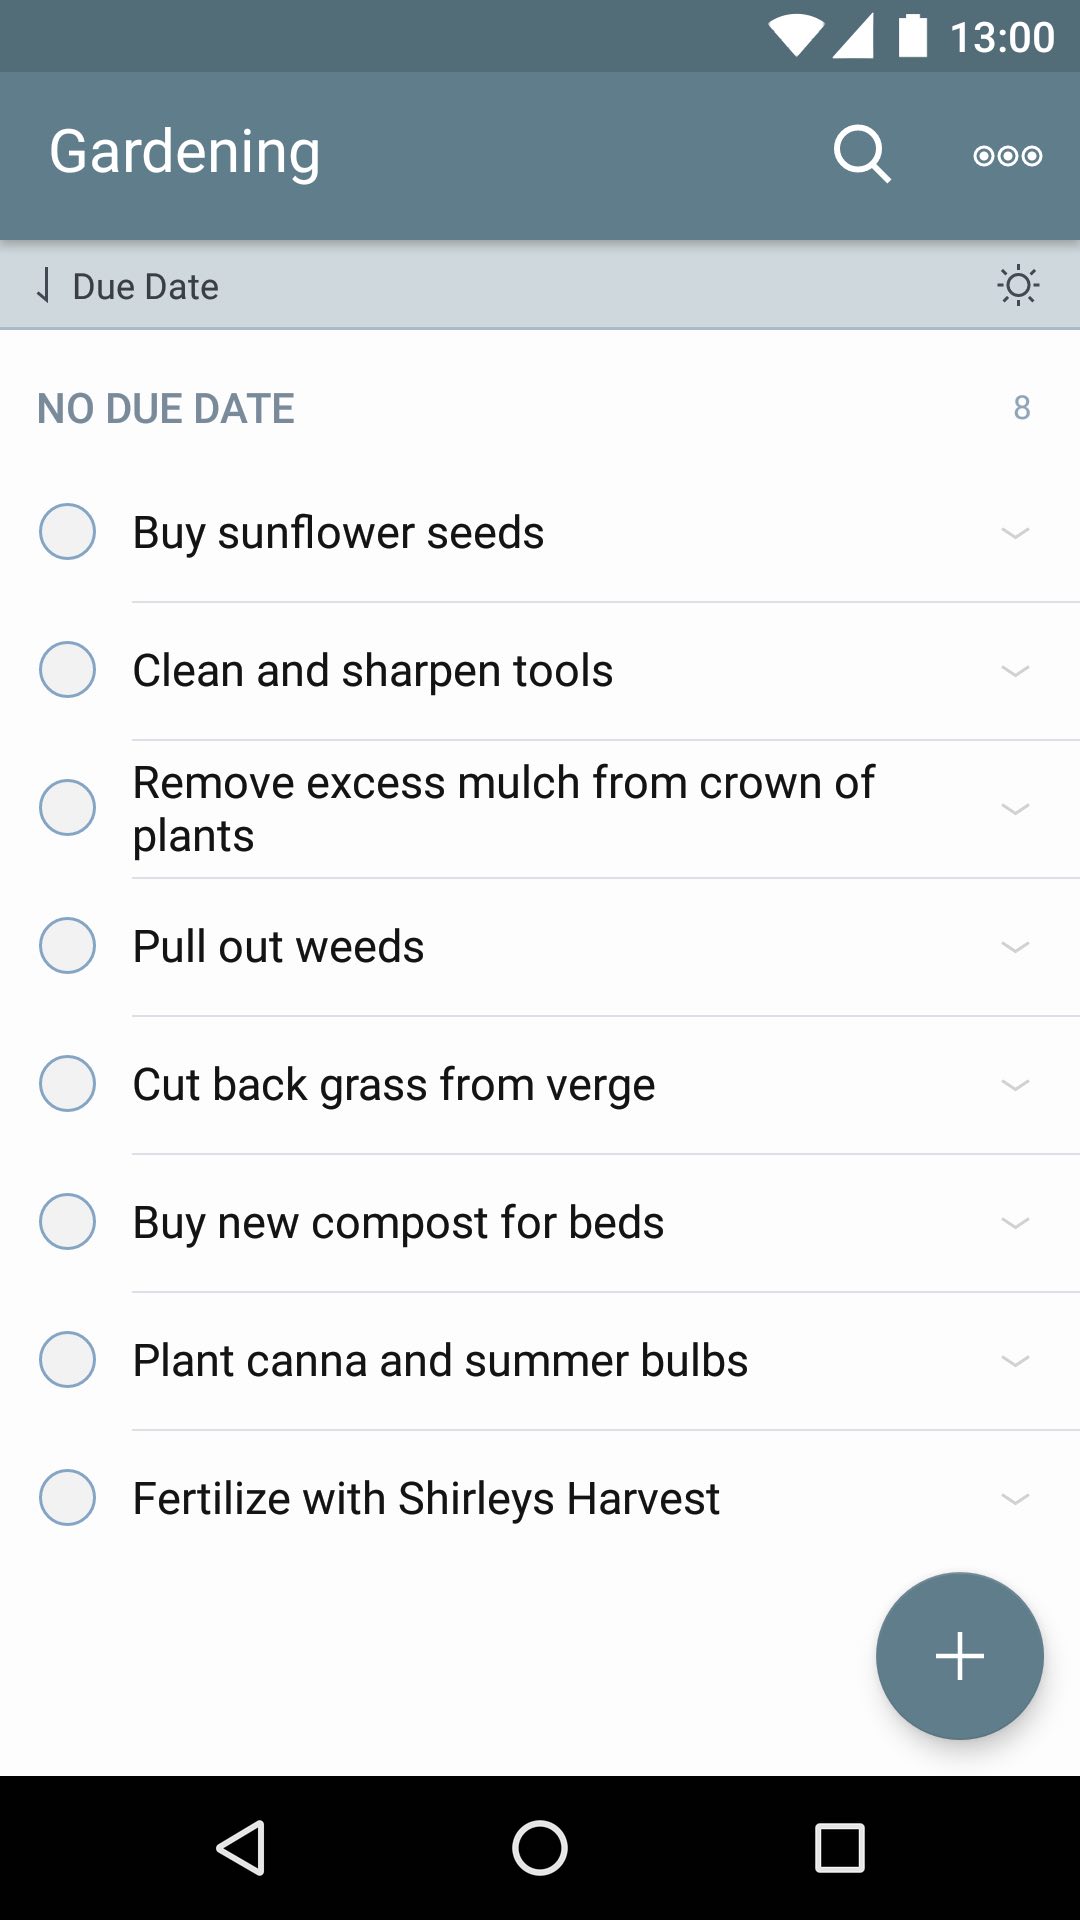 13:00
Gardening
Due Date
NO DUE DATE 8
Buy sunflower seeds
Clean and sharpen tools
Remove excess mulch from crown of
plants
Pull out weeds
Cut back grass from verge
Buy new compost for beds
Plant canna and summer bulbs
Fertilize with Shirleys Harvest